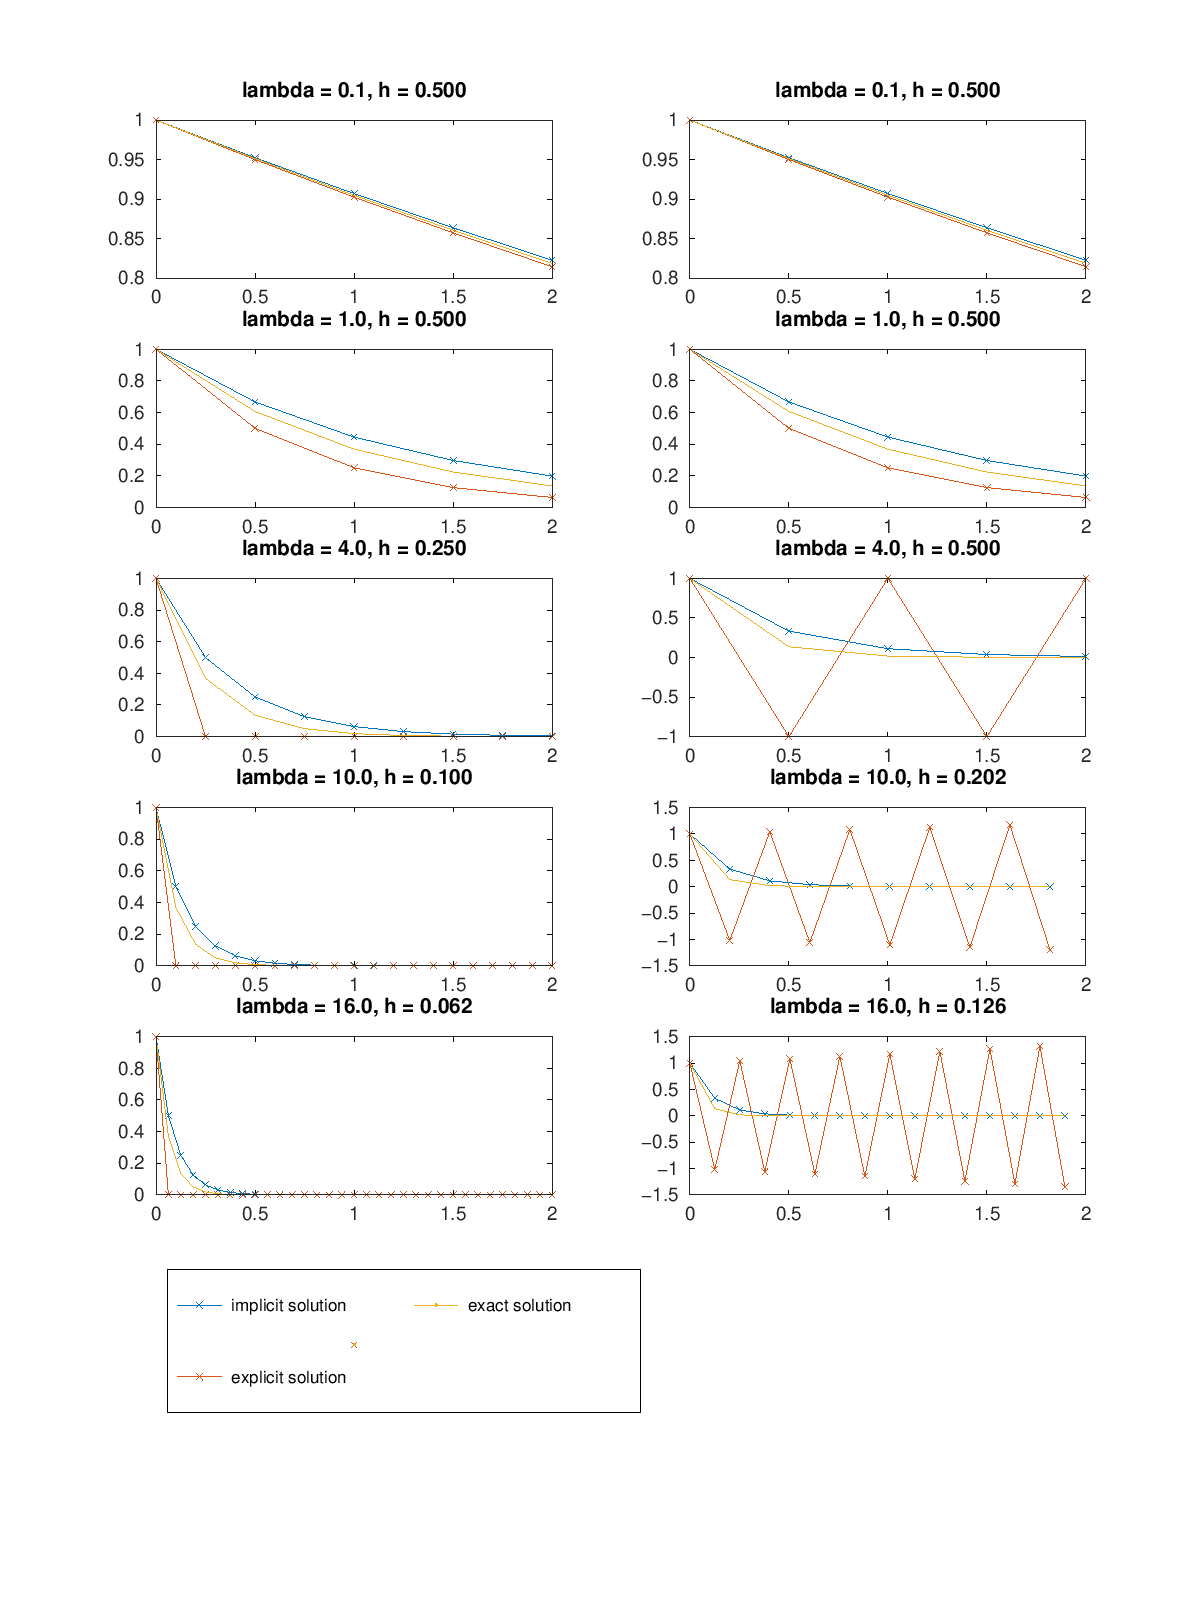 lambda = 0.1, h = 0.500
1
0.95
0.9
0.85
0.8
0 0.5 1 1.5 2
lambda = 0.1, h = 0.500
1
0.95
0.9
0.85
0.8
0 0.5 1 1.5 2
lambda = 1.0, h = 0.500
1
0.8
0.6
0.4
0.2
0
0 0.5 1 1.5 2
lambda = 1.0, h = 0.500
1
0.8
0.6
0.4
0.2
0
0 0.5 1 1.5 2
lambda = 4.0, h = 0.250
1
0.8
0.6
0.4
0.2
0
0 0.5 1 1.5 2
lambda = 4.0, h = 0.500
1
0.5
0
−0.5
−1
0 0.5 1 1.5 2
lambda = 10.0, h = 0.100
1
0.8
0.6
0.4
0.2
0
0 0.5 1 1.5 2
lambda = 10.0, h = 0.202
1.5
1
0.5
0
−0.5
−1
−1.5
0 0.5 1 1.5 2
lambda = 16.0, h = 0.062
1
0.8
0.6
0.4
0.2
0
0 0.5 1 1.5 2
lambda = 16.0, h = 0.126
1.5
1
0.5
0
−0.5
−1
−1.5
0 0.5 1 1.5 2
implicit solution
exact solution
explicit solution